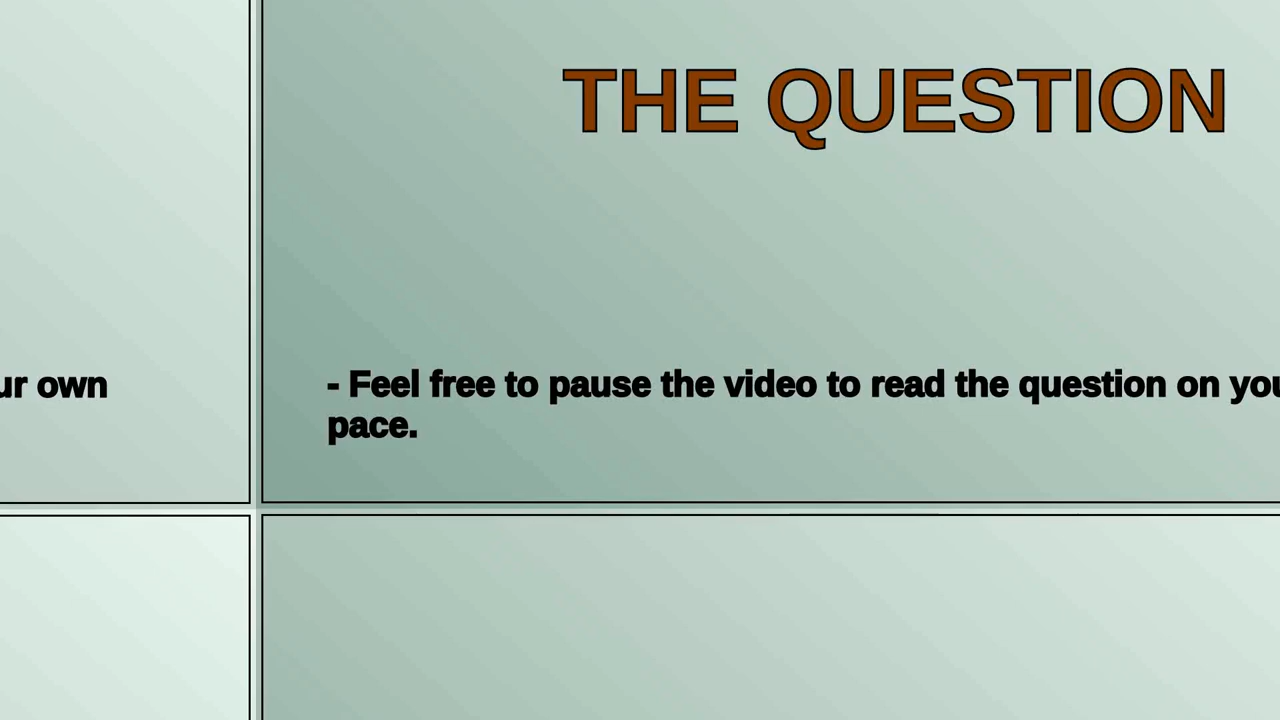 THE QUESTION
ur own
- Feel free to pause the video to read the question on you
pace.